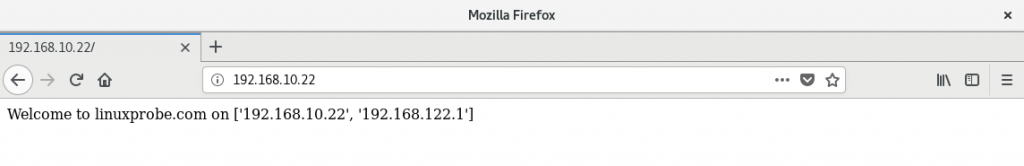 Mozilla Firefox
192.168.10.22/
192.168.10.22
Welcome to linuxprobe.com on ['192.168.10.22', '192.168.122.1']